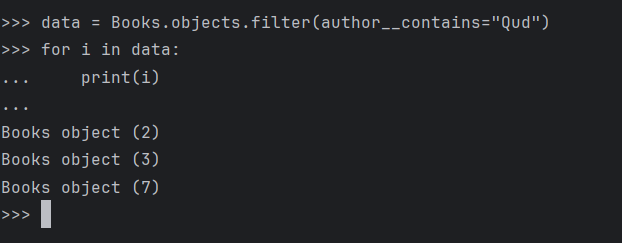 >>> data = Books.objects.filter(author__contains="Qud")
>>> for i in data:
...     print(i)
...
Books object (2)
Books object (3)
Books object (7)
>>>